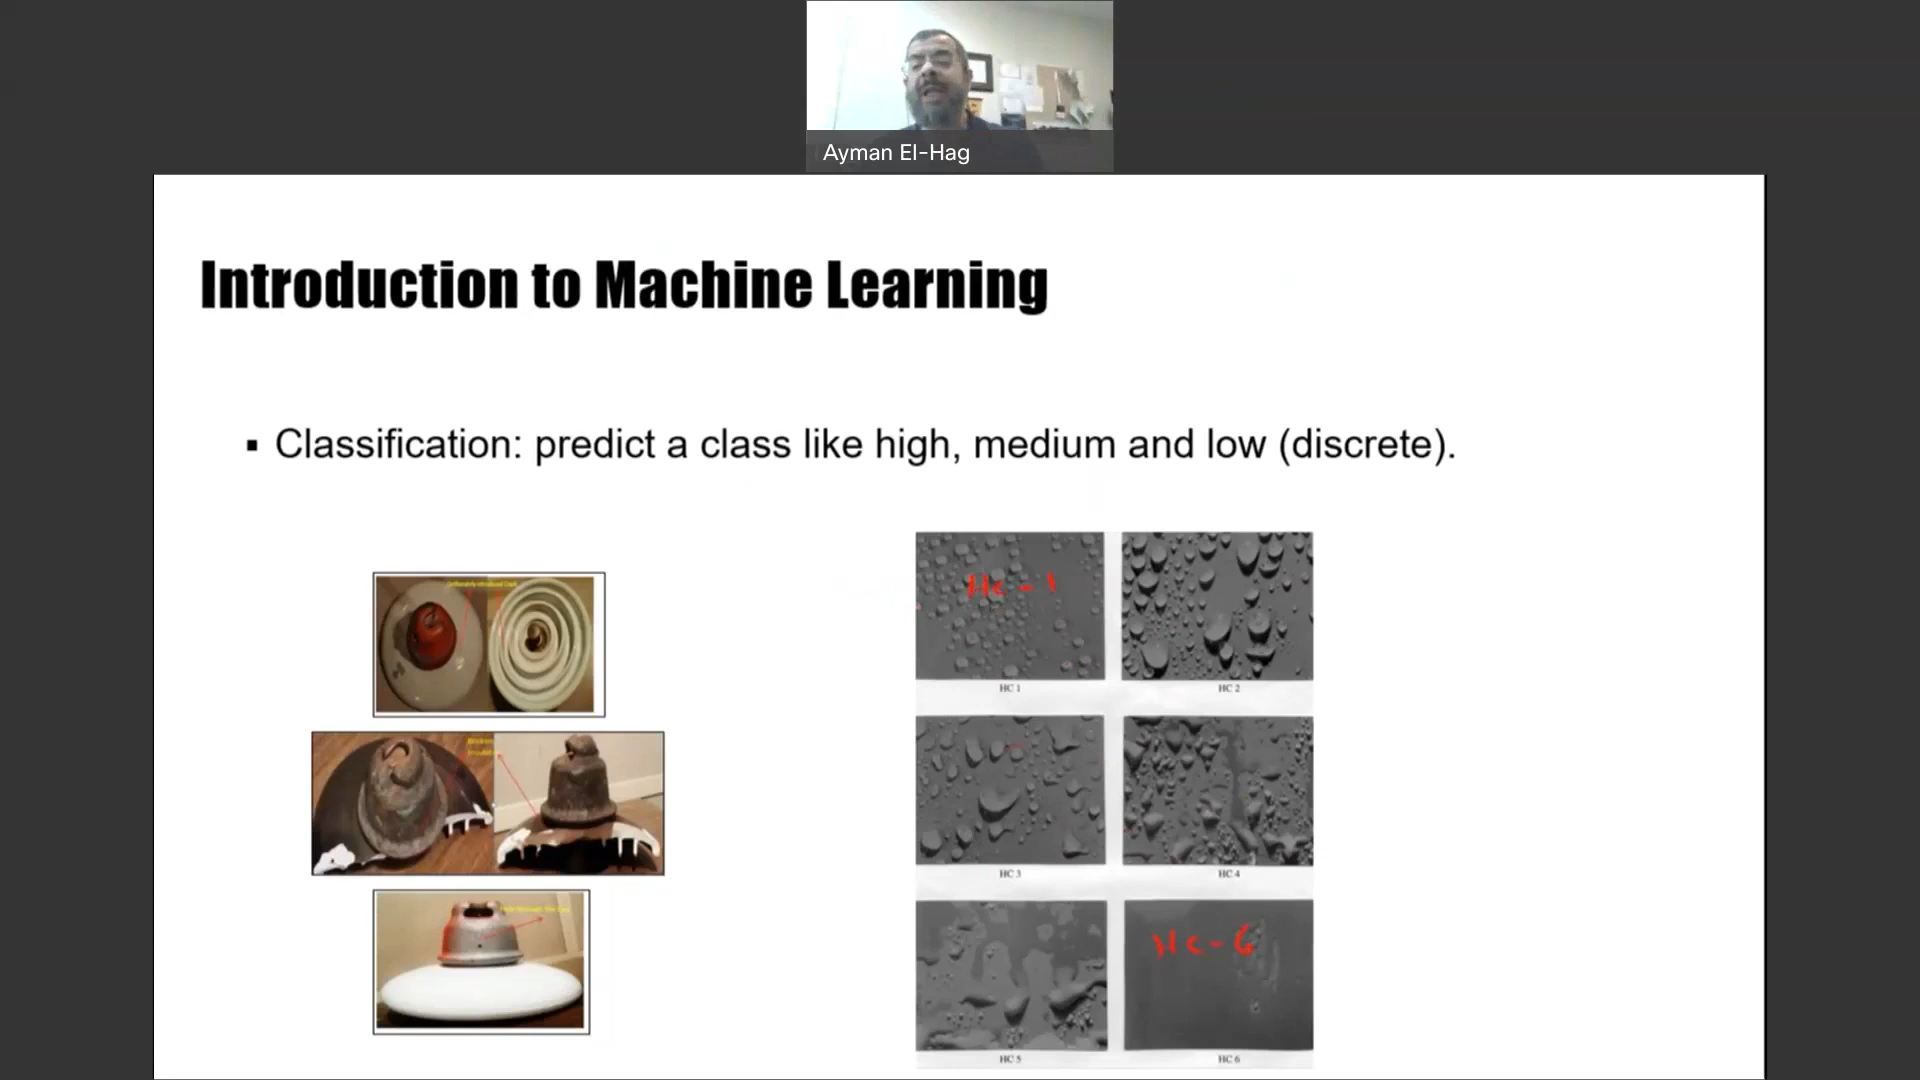 Ayman El-Hag
Introduction to Machine Learning
▪ Classification: predict a class like high, medium and low (discrete).
Hc - 1
HC 1
HC 2
HC 3
HC 4
Hc - 6
HC 5
HC 6